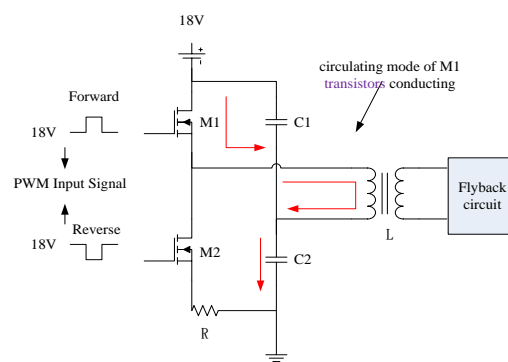 18V
circulating mode of M1
transistors conducting
Forward
18V
M1
C1
PWM Input Signal
Flyback
circuit
Reverse
18V
M2
C2
L
R